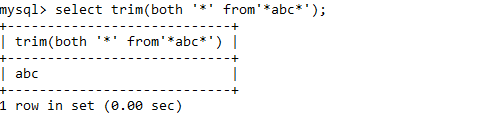 mysql> select trim(both '*' from'*abc*');
+----------------------------+
| trim(both '*' from'*abc*') |
+----------------------------+
| abc                        |
+----------------------------+
1 row in set (0.00 sec)